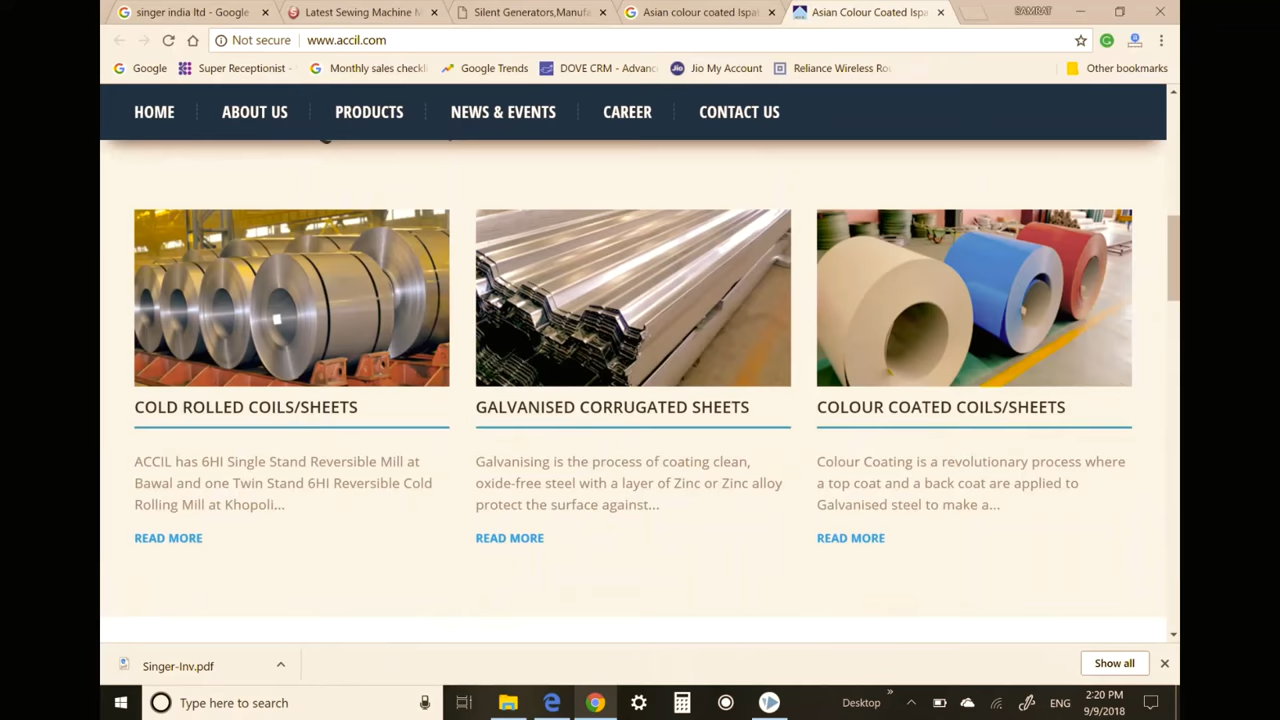 singer india ltd - Google
Latest Sewing Machine M
Silent Generators,Manufa
Asian colour coated Ispat
Asian Colour Coated Ispa
SAMRAT
Not secure
www.accil.com
Google
Super Receptionist -
Monthly sales checkli
Google Trends
DOVE CRM - Advanc
Jio My Account
Reliance Wireless Rou
Other bookmarks
HOME
ABOUT US
PRODUCTS
NEWS & EVENTS
CAREER
CONTACT US
COLD ROLLED COILS/SHEETS
ACCIL has 6HI Single Stand Reversible Mill at
Bawal and one Twin Stand 6HI Reversible Cold
Rolling Mill at Khopoli...
READ MORE
GALVANISED CORRUGATED SHEETS
Galvanising is the process of coating clean,
oxide-free steel with a layer of Zinc or Zinc alloy
protect the surface against...
READ MORE
COLOUR COATED COILS/SHEETS
Colour Coating is a revolutionary process where
a top coat and a back coat are applied to
Galvanised steel to make a...
READ MORE
Singer-Inv.pdf
Show all
Type here to search
Desktop
ENG
2:20 PM
9/9/2018